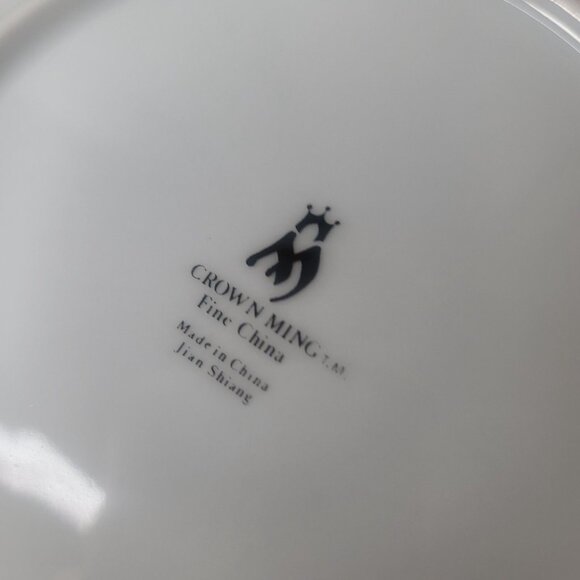 CROWN MING T.M.
Fine China
Made in China
Jian Shiang